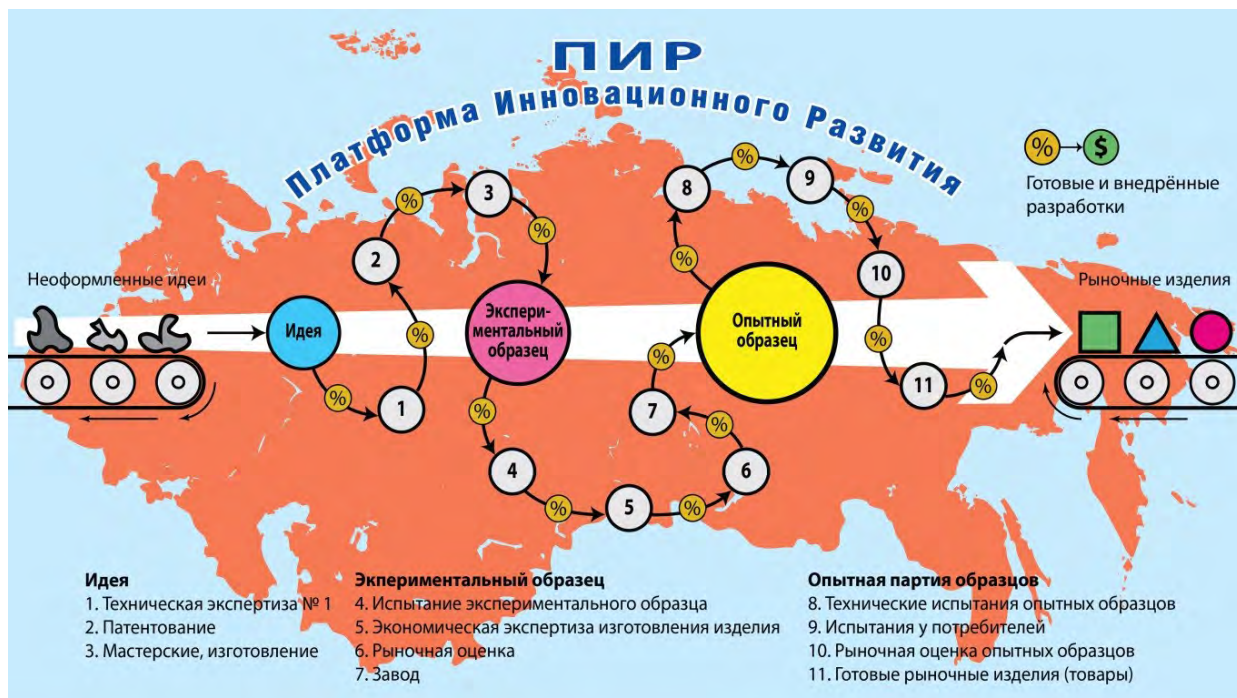 ПИР
Платформа Инновационного Развития
% → $
Готовые и внедрённые
разработки
Неоформленные идеи
Рыночные изделия
Идея
Экспери-
ментальный
образец
Опытный
образец
%
1
%
2
%
3
%
%
4
%
5
%
6
%
7
%
%
8
%
9
%
10
%
11
%
Идея
1. Техническая экспертиза № 1
2. Патентование
3. Мастерские, изготовление
Экпериментальный образец
4. Испытание экспериментального образца
5. Экономическая экспертиза изготовления изделия
6. Рыночная оценка
7. Завод
Опытная партия образцов
8. Технические испытания опытных образцов
9. Испытания у потребителей
10. Рыночная оценка опытных образцов
11. Готовые рыночные изделия (товары)